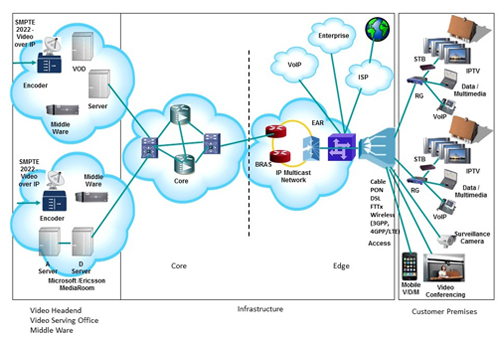 SMPTE
2022 -
Video
over IP
VOD
Encoder
Server
Middle
Ware
SMPTE
2022 -
Video
over IP
Middle
Ware
Encoder
A
Server
D
Server
Microsoft /Ericsson
MediaRoom
Core
Core
Enterprise
VoIP
ISP
EAR
BRAS
IP Multicast
Network
Cable
PON
DSL
FTTx
Wireless
(3GPP,
4GPP/LTE)
Access
Edge
STB
IPTV
RG
Data /
Multimedia
VoIP
STB
IPTV
RG
Data /
Multimedia
VoIP
Surveillance
Camera
Mobile
V/D/M
Video
Conferencing
Video Headend
Video Serving Office
Middle Ware
Infrastructure
Customer Premises